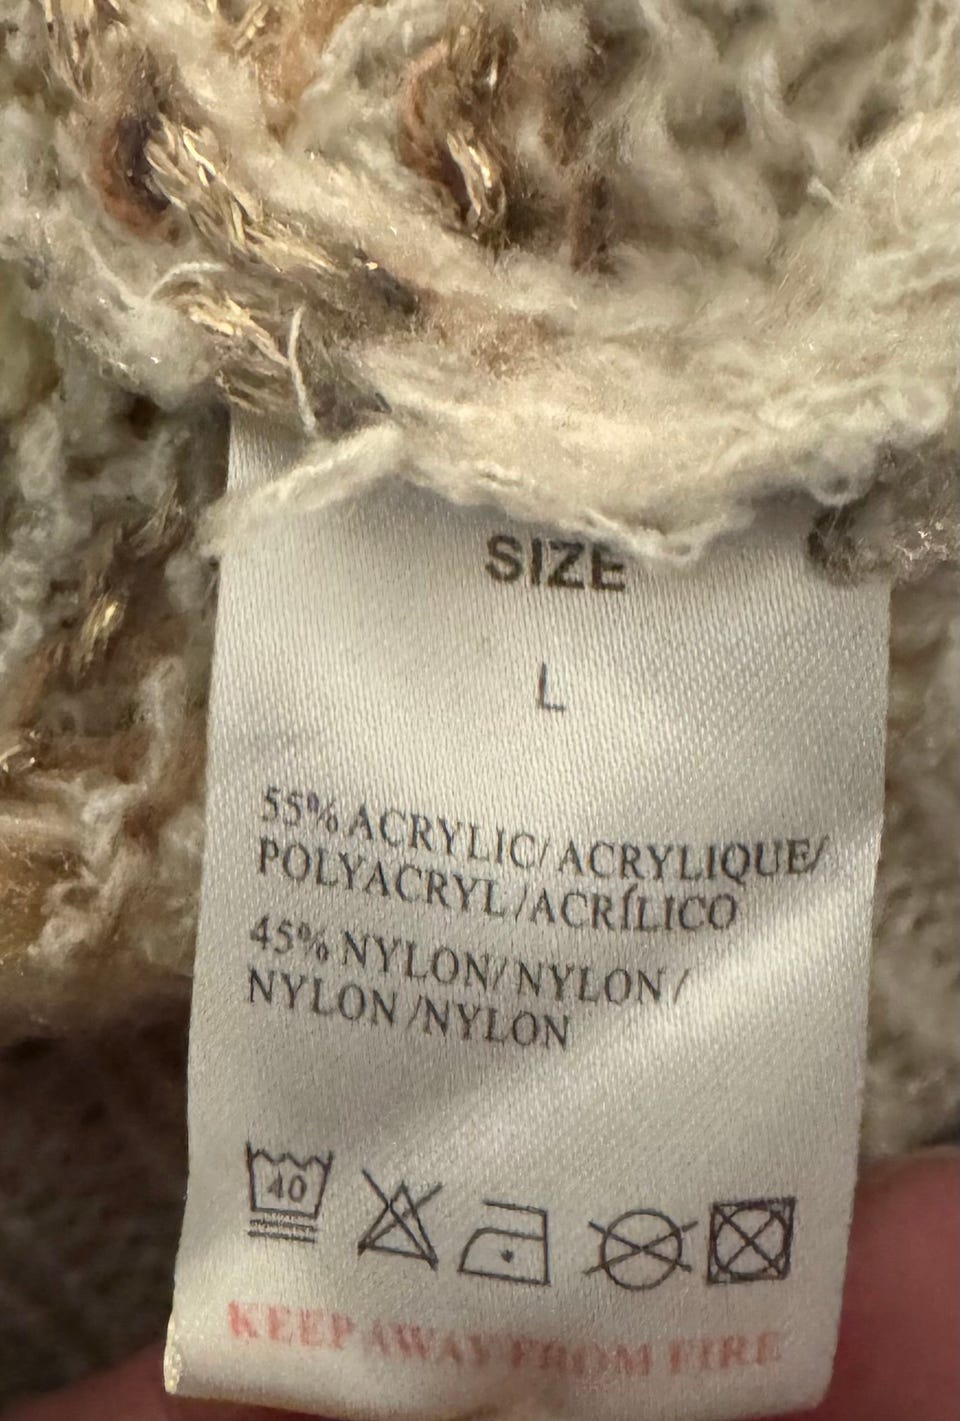 SIZE
L
55% ACRYLIC/ ACRYLIQUE/
POLYACRYL/ACRÍLICO
45% NYLON/ NYLON /
NYLON /NYLON
40
KEEP AWAY FROM FIRE